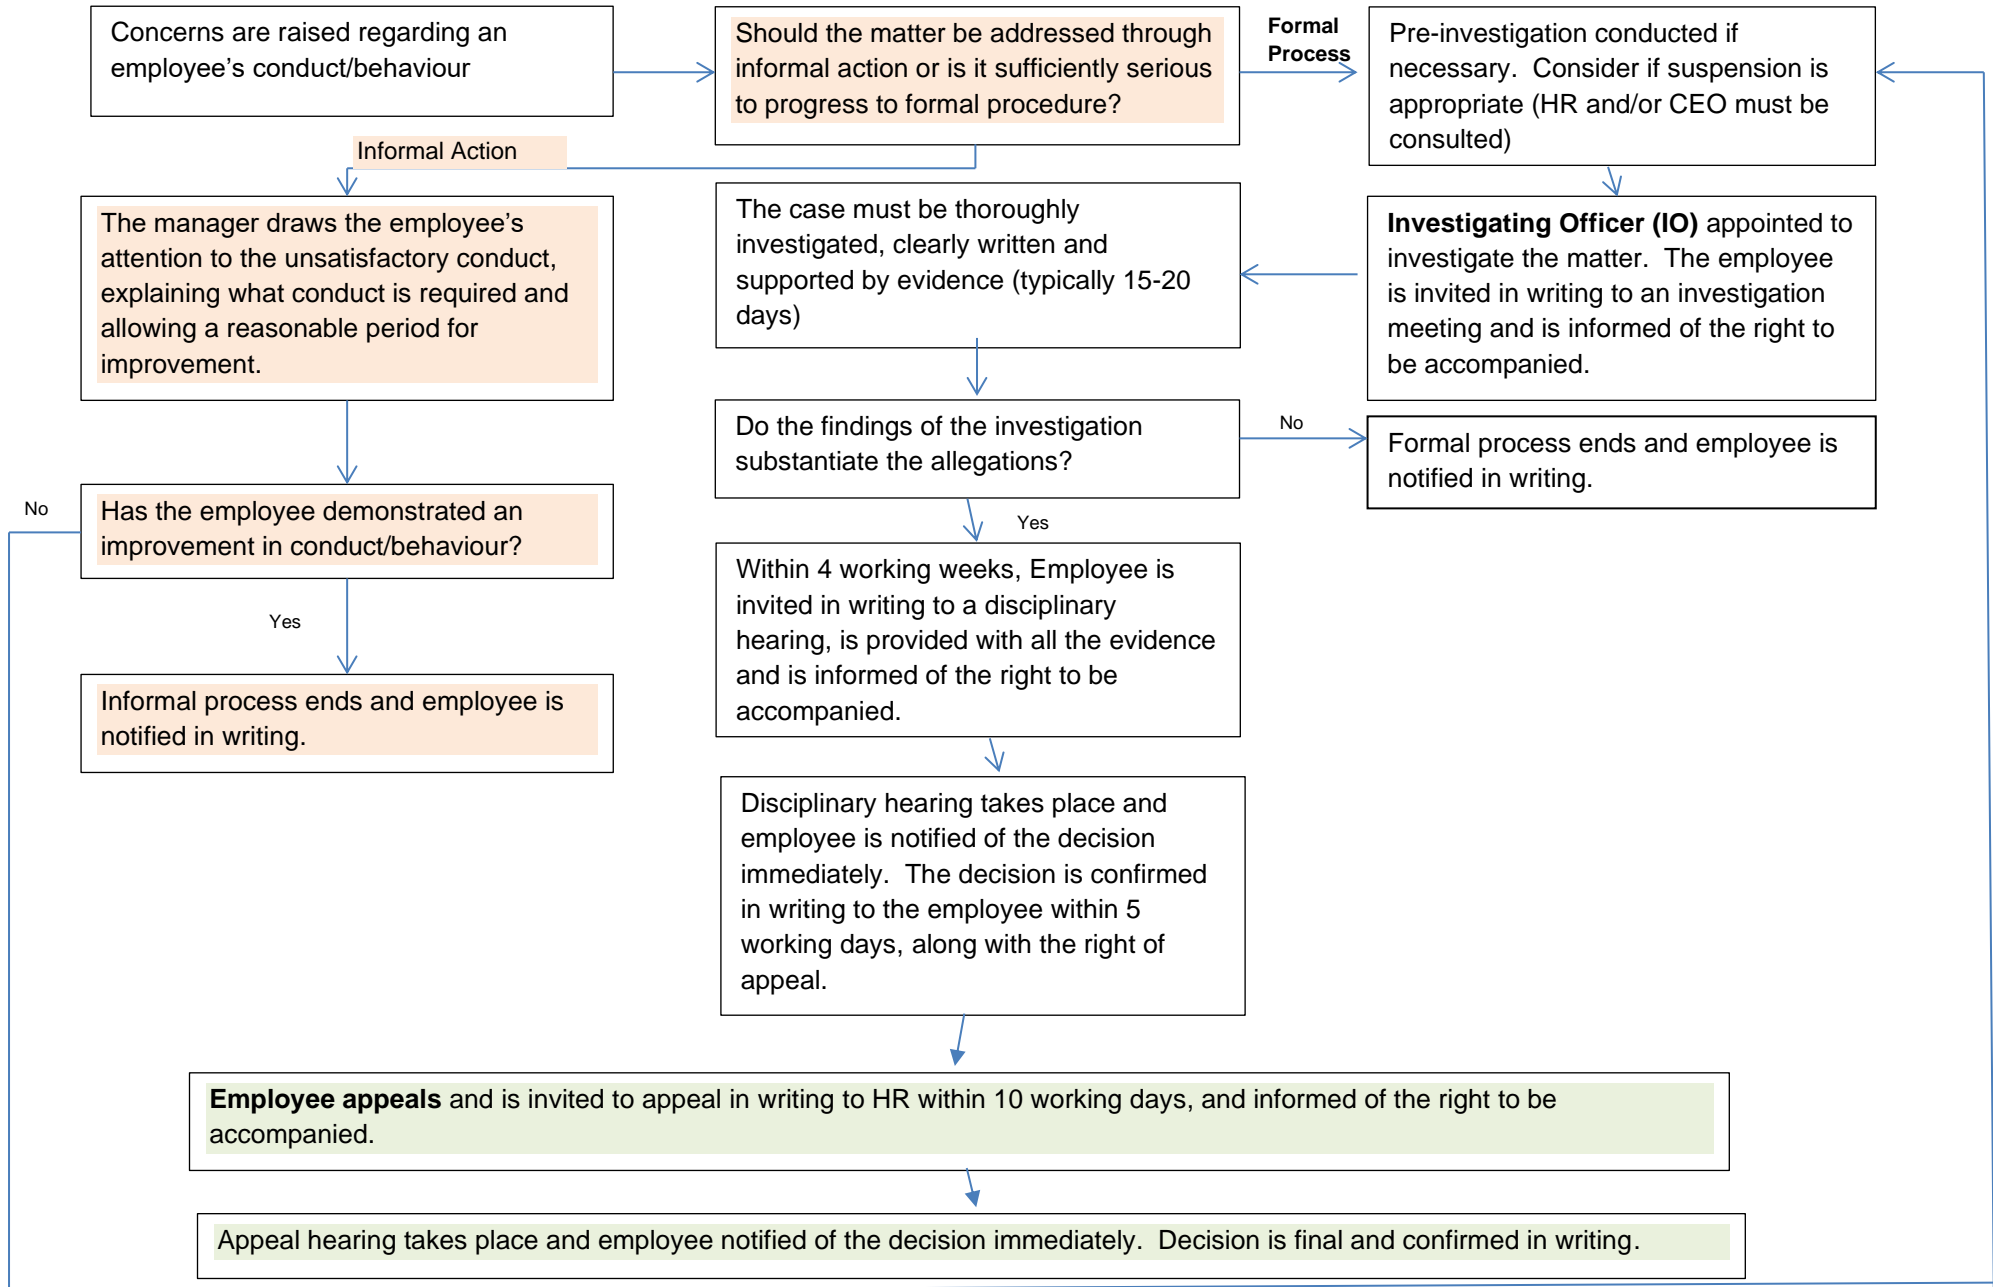 Concerns are raised regarding an
employee’s conduct/behaviour
Should the matter be addressed through
informal action or is it sufficiently serious
to progress to formal procedure?
Formal
Process
Pre-investigation conducted if
necessary.  Consider if suspension is
appropriate (HR and/or CEO must be
consulted)
Informal Action
The manager draws the employee’s
attention to the unsatisfactory conduct,
explaining what conduct is required and
allowing a reasonable period for
improvement.
The case must be thoroughly
investigated, clearly written and
supported by evidence (typically 15-20
days)
Investigating Officer (IO) appointed to
investigate the matter.  The employee
is invited in writing to an investigation
meeting and is informed of the right to
be accompanied.
Do the findings of the investigation
substantiate the allegations?
No
Formal process ends and employee is
notified in writing.
No
Has the employee demonstrated an
improvement in conduct/behaviour?
Yes
Within 4 working weeks, Employee is
invited in writing to a disciplinary
hearing, is provided with all the evidence
and is informed of the right to be
accompanied.
Yes
Informal process ends and employee is
notified in writing.
Disciplinary hearing takes place and
employee is notified of the decision
immediately.  The decision is confirmed
in writing to the employee within 5
working days, along with the right of
appeal.
Employee appeals and is invited to appeal in writing to HR within 10 working days, and informed of the right to be
accompanied.
Appeal hearing takes place and employee notified of the decision immediately.  Decision is final and confirmed in writing.